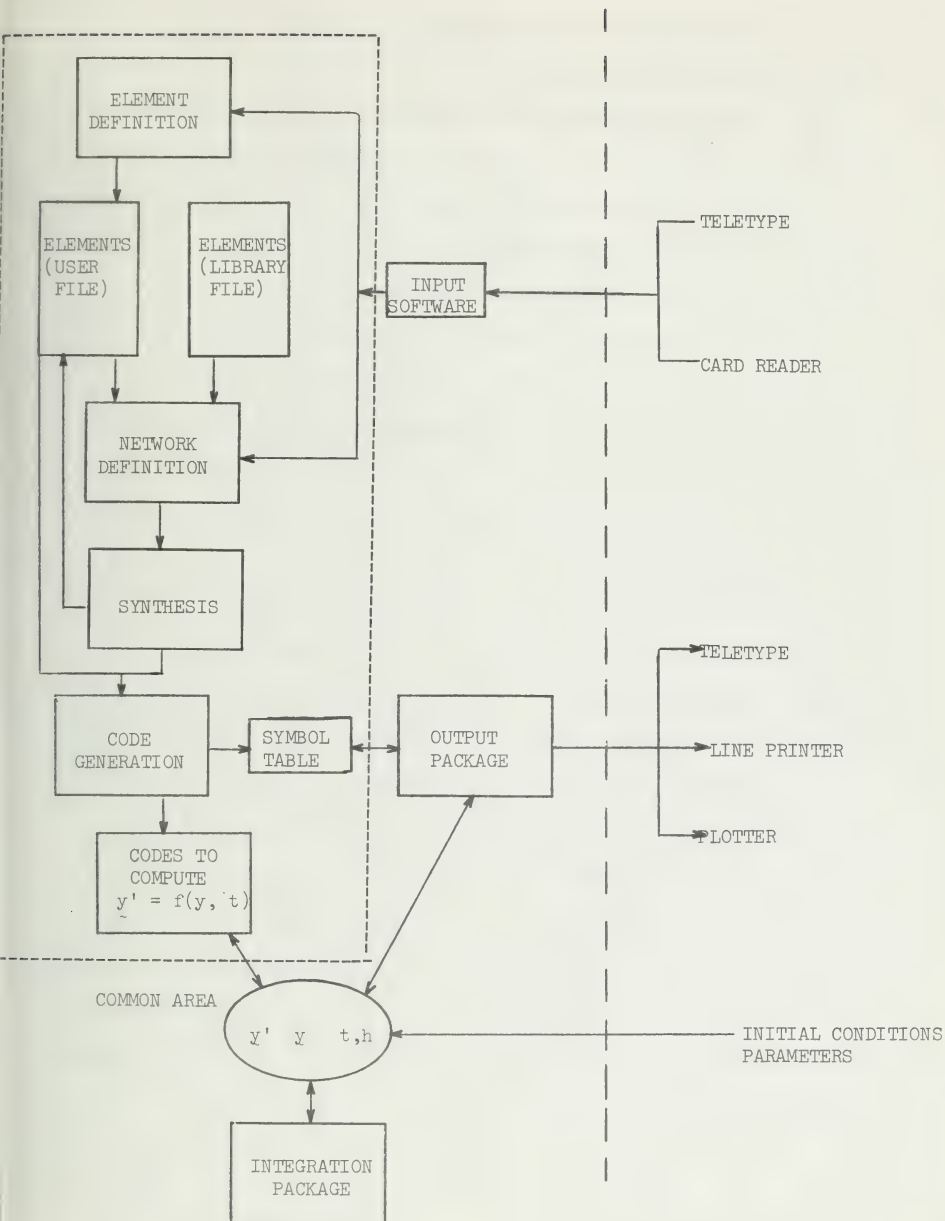 ELEMENT
DEFINITION
ELEMENTS
(USER
FILE)
ELEMENTS
(LIBRARY
FILE)
INPUT
SOFTWARE
TELETYPE
CARD READER
NETWORK
DEFINITION
SYNTHESIS
CODE
GENERATION
SYMBOL
TABLE
OUTPUT
PACKAGE
TELETYPE
LINE PRINTER
PLOTTER
CODES TO
COMPUTE
y' = f(y, t)
COMMON AREA
y' y t,h
INITIAL CONDITIONS
PARAMETERS
INTEGRATION
PACKAGE